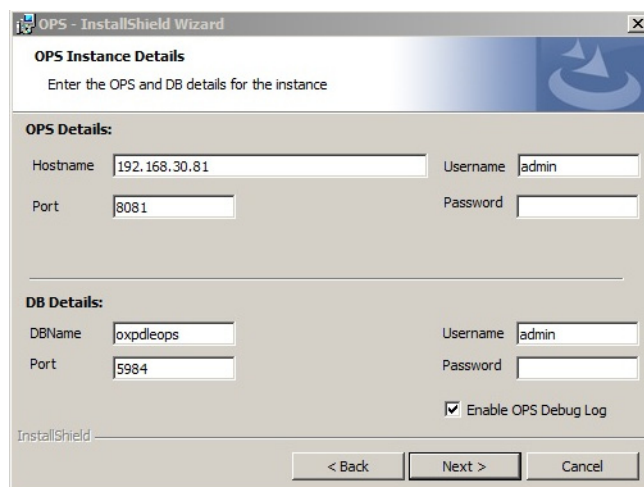 OPS - InstallShield Wizard
OPS Instance Details
Enter the OPS and DB details for the instance
OPS Details:
Hostname 192.168.30.81 Username admin
Port 8081 Password
DB Details:
DBName oxpdleops Username admin
Port 5984 Password
Enable OPS Debug Log
InstallShield
< Back Next > Cancel